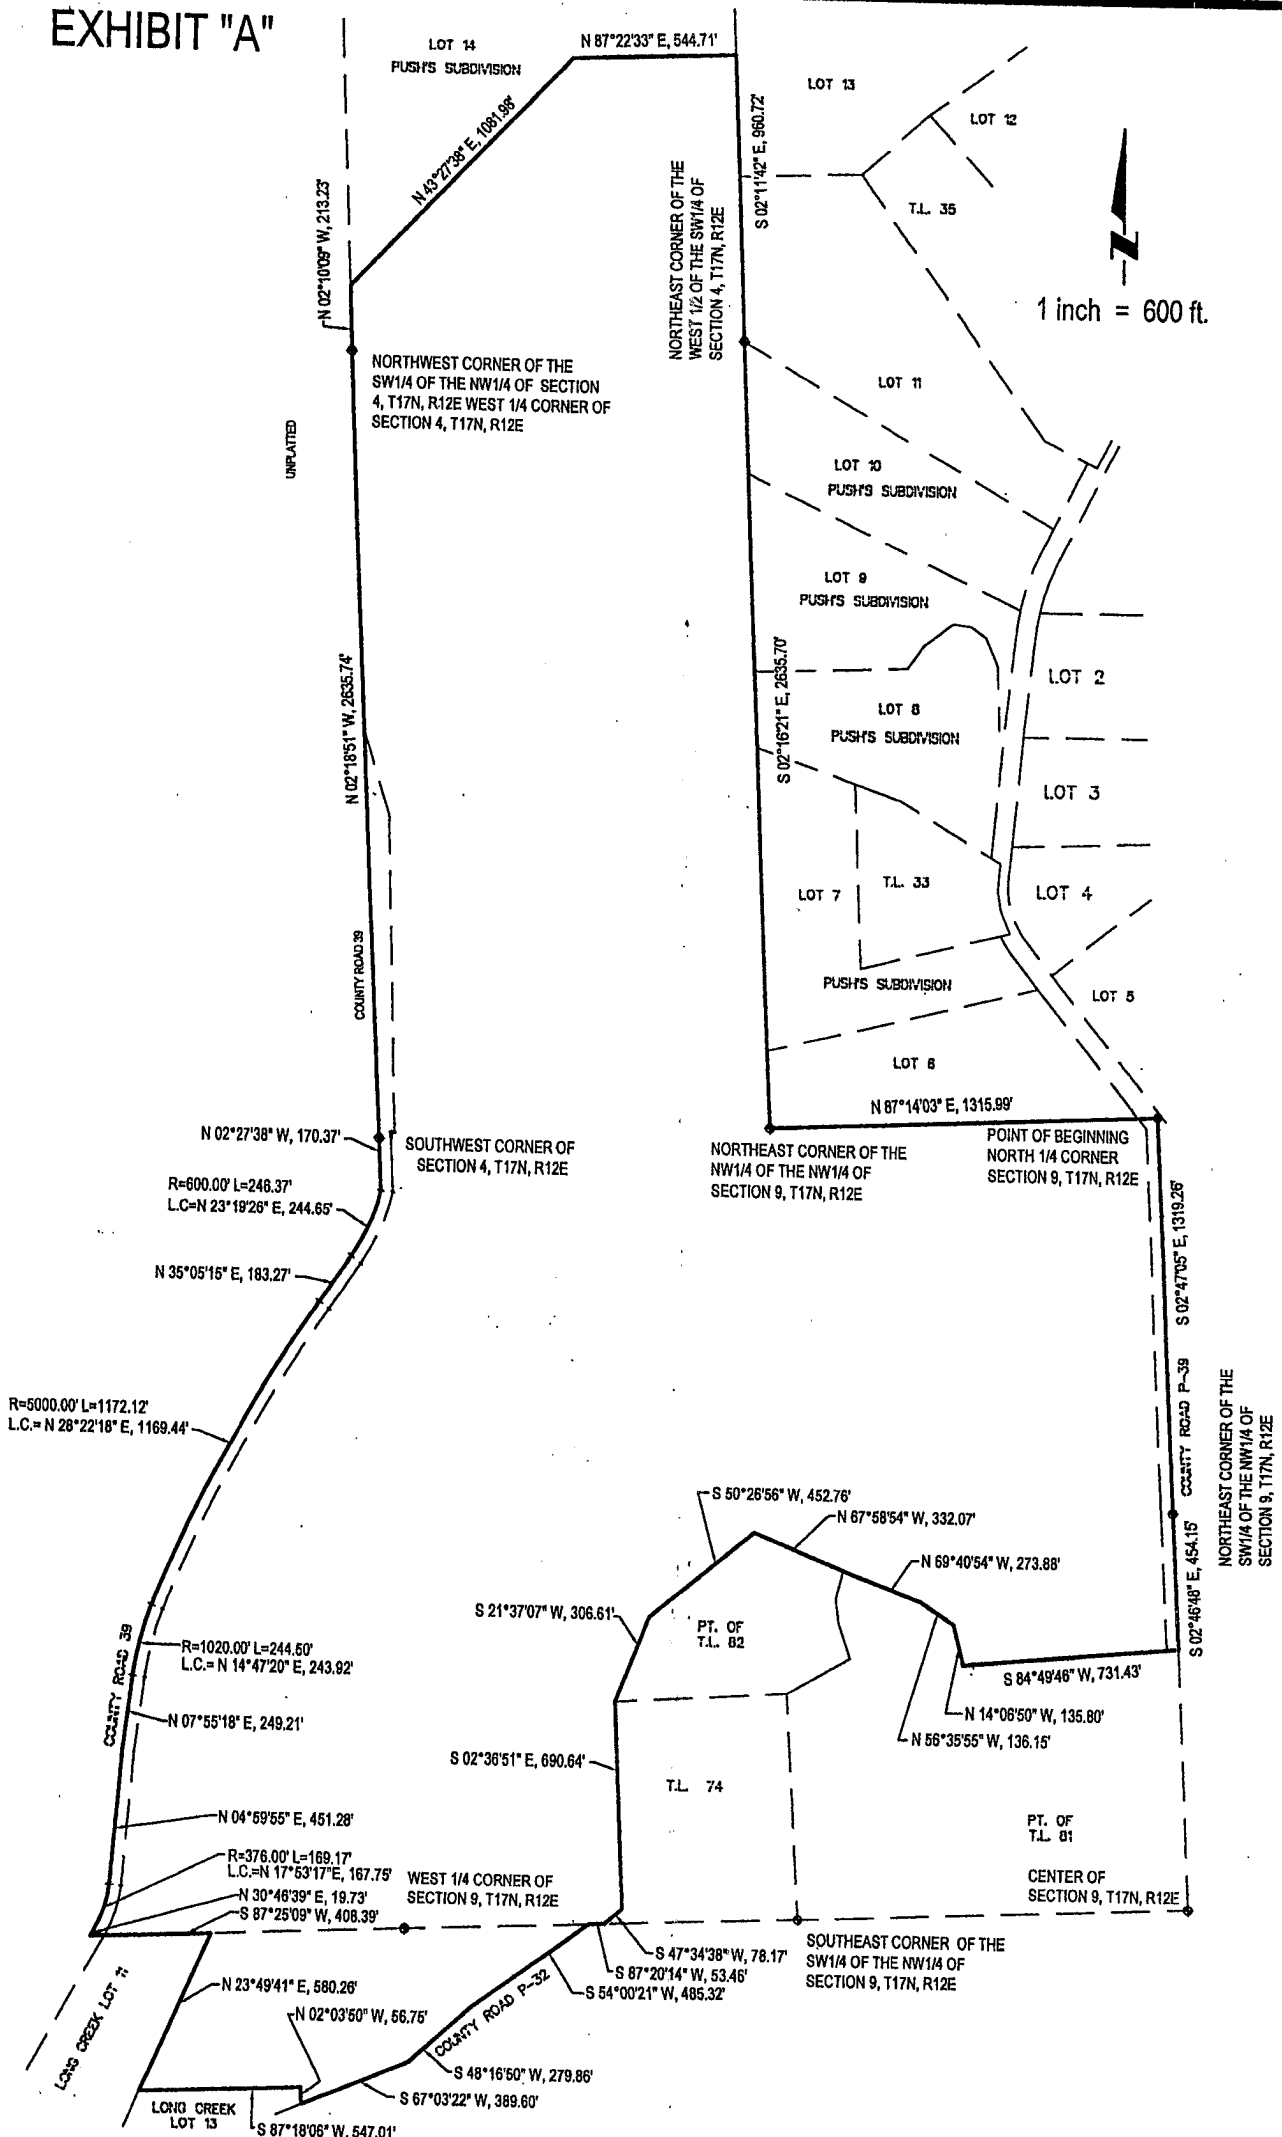 EXHIBIT "A"
LOT 14
PUSH'S SUBDIVISION
N 87°22'33" E, 544.71'
LOT 13
LOT 12
T.L. 35
N 43°27'38" E, 1081.98'
S 02°11'42" E, 960.72'
N 02°10'09" W, 213.23'
NORTHEAST CORNER OF THE
WEST 1/2 OF THE SW1/4 OF
SECTION 4, T17N, R12E
N
1 inch = 600 ft.
NORTHWEST CORNER OF THE
SW1/4 OF THE NW1/4 OF SECTION
4, T17N, R12E WEST 1/4 CORNER OF
SECTION 4, T17N, R12E
UNPLATTED
LOT 11
LOT 10
PUSH'S SUBDIVISION
LOT 9
PUSH'S SUBDIVISION
LOT 2
N 02°18'51" W, 2635.74'
S 02°16'21" E, 2635.70'
LOT 8
PUSH'S SUBDIVISION
LOT 3
LOT 7
T.L. 33
LOT 4
COUNTY ROAD 39
PUSH'S SUBDIVISION
LOT 5
LOT 6
N 87°14'03" E, 1315.99'
N 02°27'38" W, 170.37'
SOUTHWEST CORNER OF
SECTION 4, T17N, R12E
NORTHEAST CORNER OF THE
NW1/4 OF THE NW1/4 OF
SECTION 9, T17N, R12E
POINT OF BEGINNING
NORTH 1/4 CORNER
SECTION 9, T17N, R12E
R=600.00' L=246.37'
L.C=N 23°19'26" E, 244.65'
N 35°05'15" E, 183.27'
S 02°47'05" E, 1319.26'
COUNTY ROAD P-39
NORTHEAST CORNER OF THE
SW1/4 OF THE NW1/4 OF
SECTION 9, T17N, R12E
R=5000.00' L=1172.12'
L.C.= N 28°22'18" E, 1169.44'
S 50°26'56" W, 452.76'
N 67°58'54" W, 332.07'
N 69°40'54" W, 273.88'
S 02°46'48" E, 454.15'
S 21°37'07" W, 306.61'
PT. OF
T.L. 82
COUNTY ROAD 39
R=1020.00' L=244.50'
L.C.= N 14°47'20" E, 243.92'
S 84°49'46" W, 731.43'
N 14°06'50" W, 135.80'
N 56°35'55" W, 136.15'
N 07°55'18" E, 249.21'
S 02°36'51" E, 690.64'
T.L. 74
N 04°59'55" E, 451.28'
PT. OF
T.L. 81
R=376.00' L=169.17'
L.C.=N 17°53'17"E, 167.75'
N 30°46'39" E, 19.73'
S 87°25'09" W, 408.39'
WEST 1/4 CORNER OF
SECTION 9, T17N, R12E
CENTER OF
SECTION 9, T17N, R12E
S 47°34'38" W, 78.17'
S 87°20'14" W, 53.46'
S 54°00'21" W, 485.32'
SOUTHEAST CORNER OF THE
SW1/4 OF THE NW1/4 OF
SECTION 9, T17N, R12E
N 23°49'41" E, 580.26'
N 02°03'50" W, 56.75'
COUNTY ROAD P-32
LONG CREEK LOT 11
S 48°16'50" W, 279.86'
S 67°03'22" W, 389.60'
LONG CREEK
LOT 13
S 87°18'06" W, 547.01'